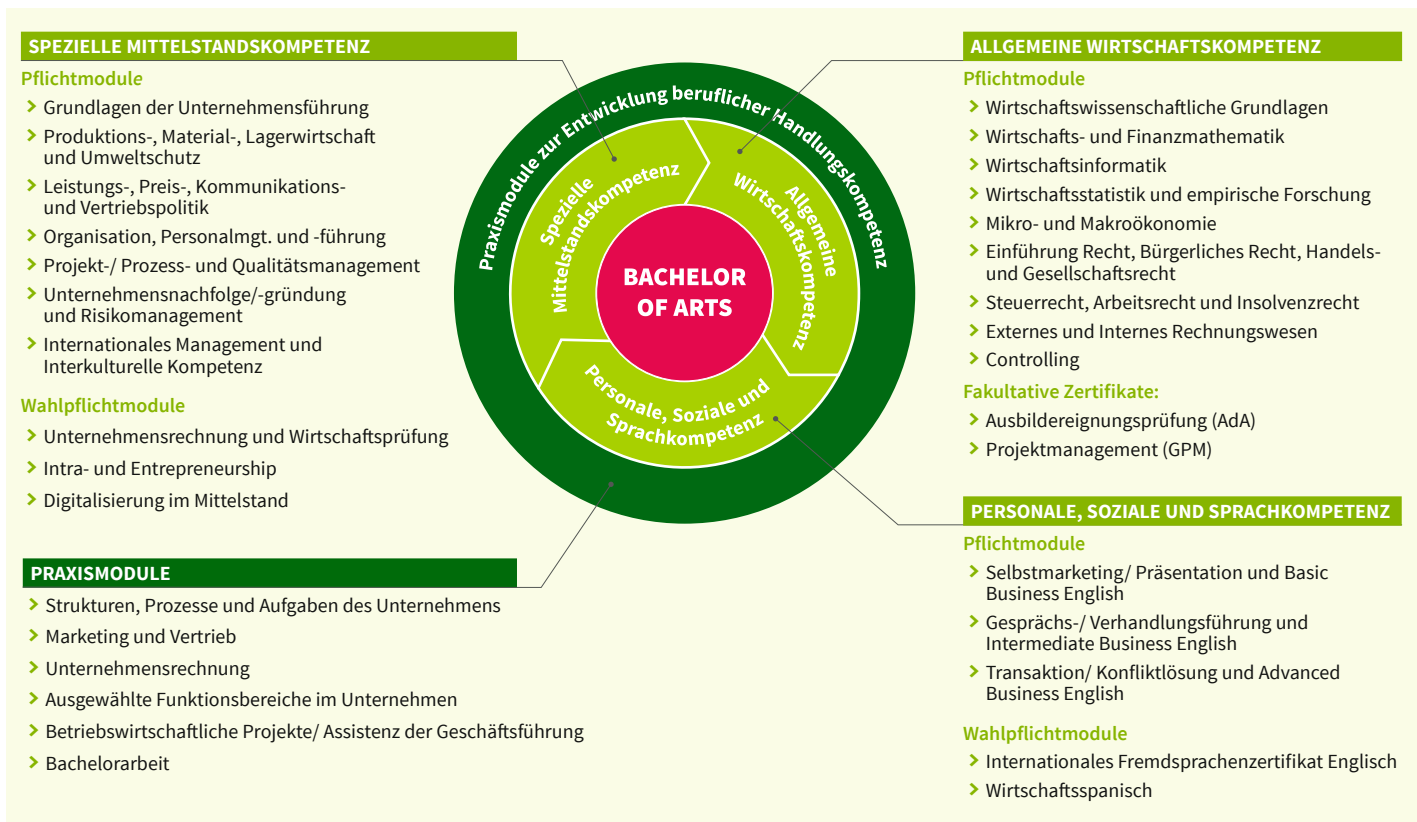 SPEZIELLE MITTELSTANDSKOMPETENZ
Pflichtmodule
Grundlagen der Unternehmensführung
Produktions-, Material-, Lagerwirtschaft
und Umweltschutz
Leistungs-, Preis-, Kommunikations-
und Vertriebspolitik
Organisation, Personalmgt. und -führung
Projekt-/ Prozess- und Qualitätsmanagement
Unternehmensnachfolge/-gründung
und Risikomanagement
Internationales Management und
Interkulturelle Kompetenz
Wahlpflichtmodule
Unternehmensrechnung und Wirtschaftsprüfung
Intra- und Entrepreneurship
Digitalisierung im Mittelstand
PRAXISMODULE
Strukturen, Prozesse und Aufgaben des Unternehmens
Marketing und Vertrieb
Unternehmensrechnung
Ausgewählte Funktionsbereiche im Unternehmen
Betriebswirtschaftliche Projekte/ Assistenz der Geschäftsführung
Bachelorarbeit
Praxismodule zur Entwicklung beruflicher Handlungskompetenz
Spezielle
Mittelstandskompetenz
Allgemeine
Wirtschaftskompetenz
Personale, Soziale und
Sprachkompetenz
BACHELOR
OF ARTS
ALLGEMEINE WIRTSCHAFTSKOMPETENZ
Pflichtmodule
Wirtschaftswissenschaftliche Grundlagen
Wirtschafts- und Finanzmathematik
Wirtschaftsinformatik
Wirtschaftsstatistik und empirische Forschung
Mikro- und Makroökonomie
Einführung Recht, Bürgerliches Recht, Handels-
und Gesellschaftsrecht
Steuerrecht, Arbeitsrecht und Insolvenzrecht
Externes und Internes Rechnungswesen
Controlling
Fakultative Zertifikate:
Ausbildereignungsprüfung (AdA)
Projektmanagement (GPM)
PERSONALE, SOZIALE UND SPRACHKOMPETENZ
Pflichtmodule
Selbstmarketing/ Präsentation und Basic
Business English
Gesprächs-/ Verhandlungsführung und
Intermediate Business English
Transaktion/ Konfliktlösung und Advanced
Business English
Wahlpflichtmodule
Internationales Fremdsprachenzertifikat Englisch
Wirtschaftsspanisch